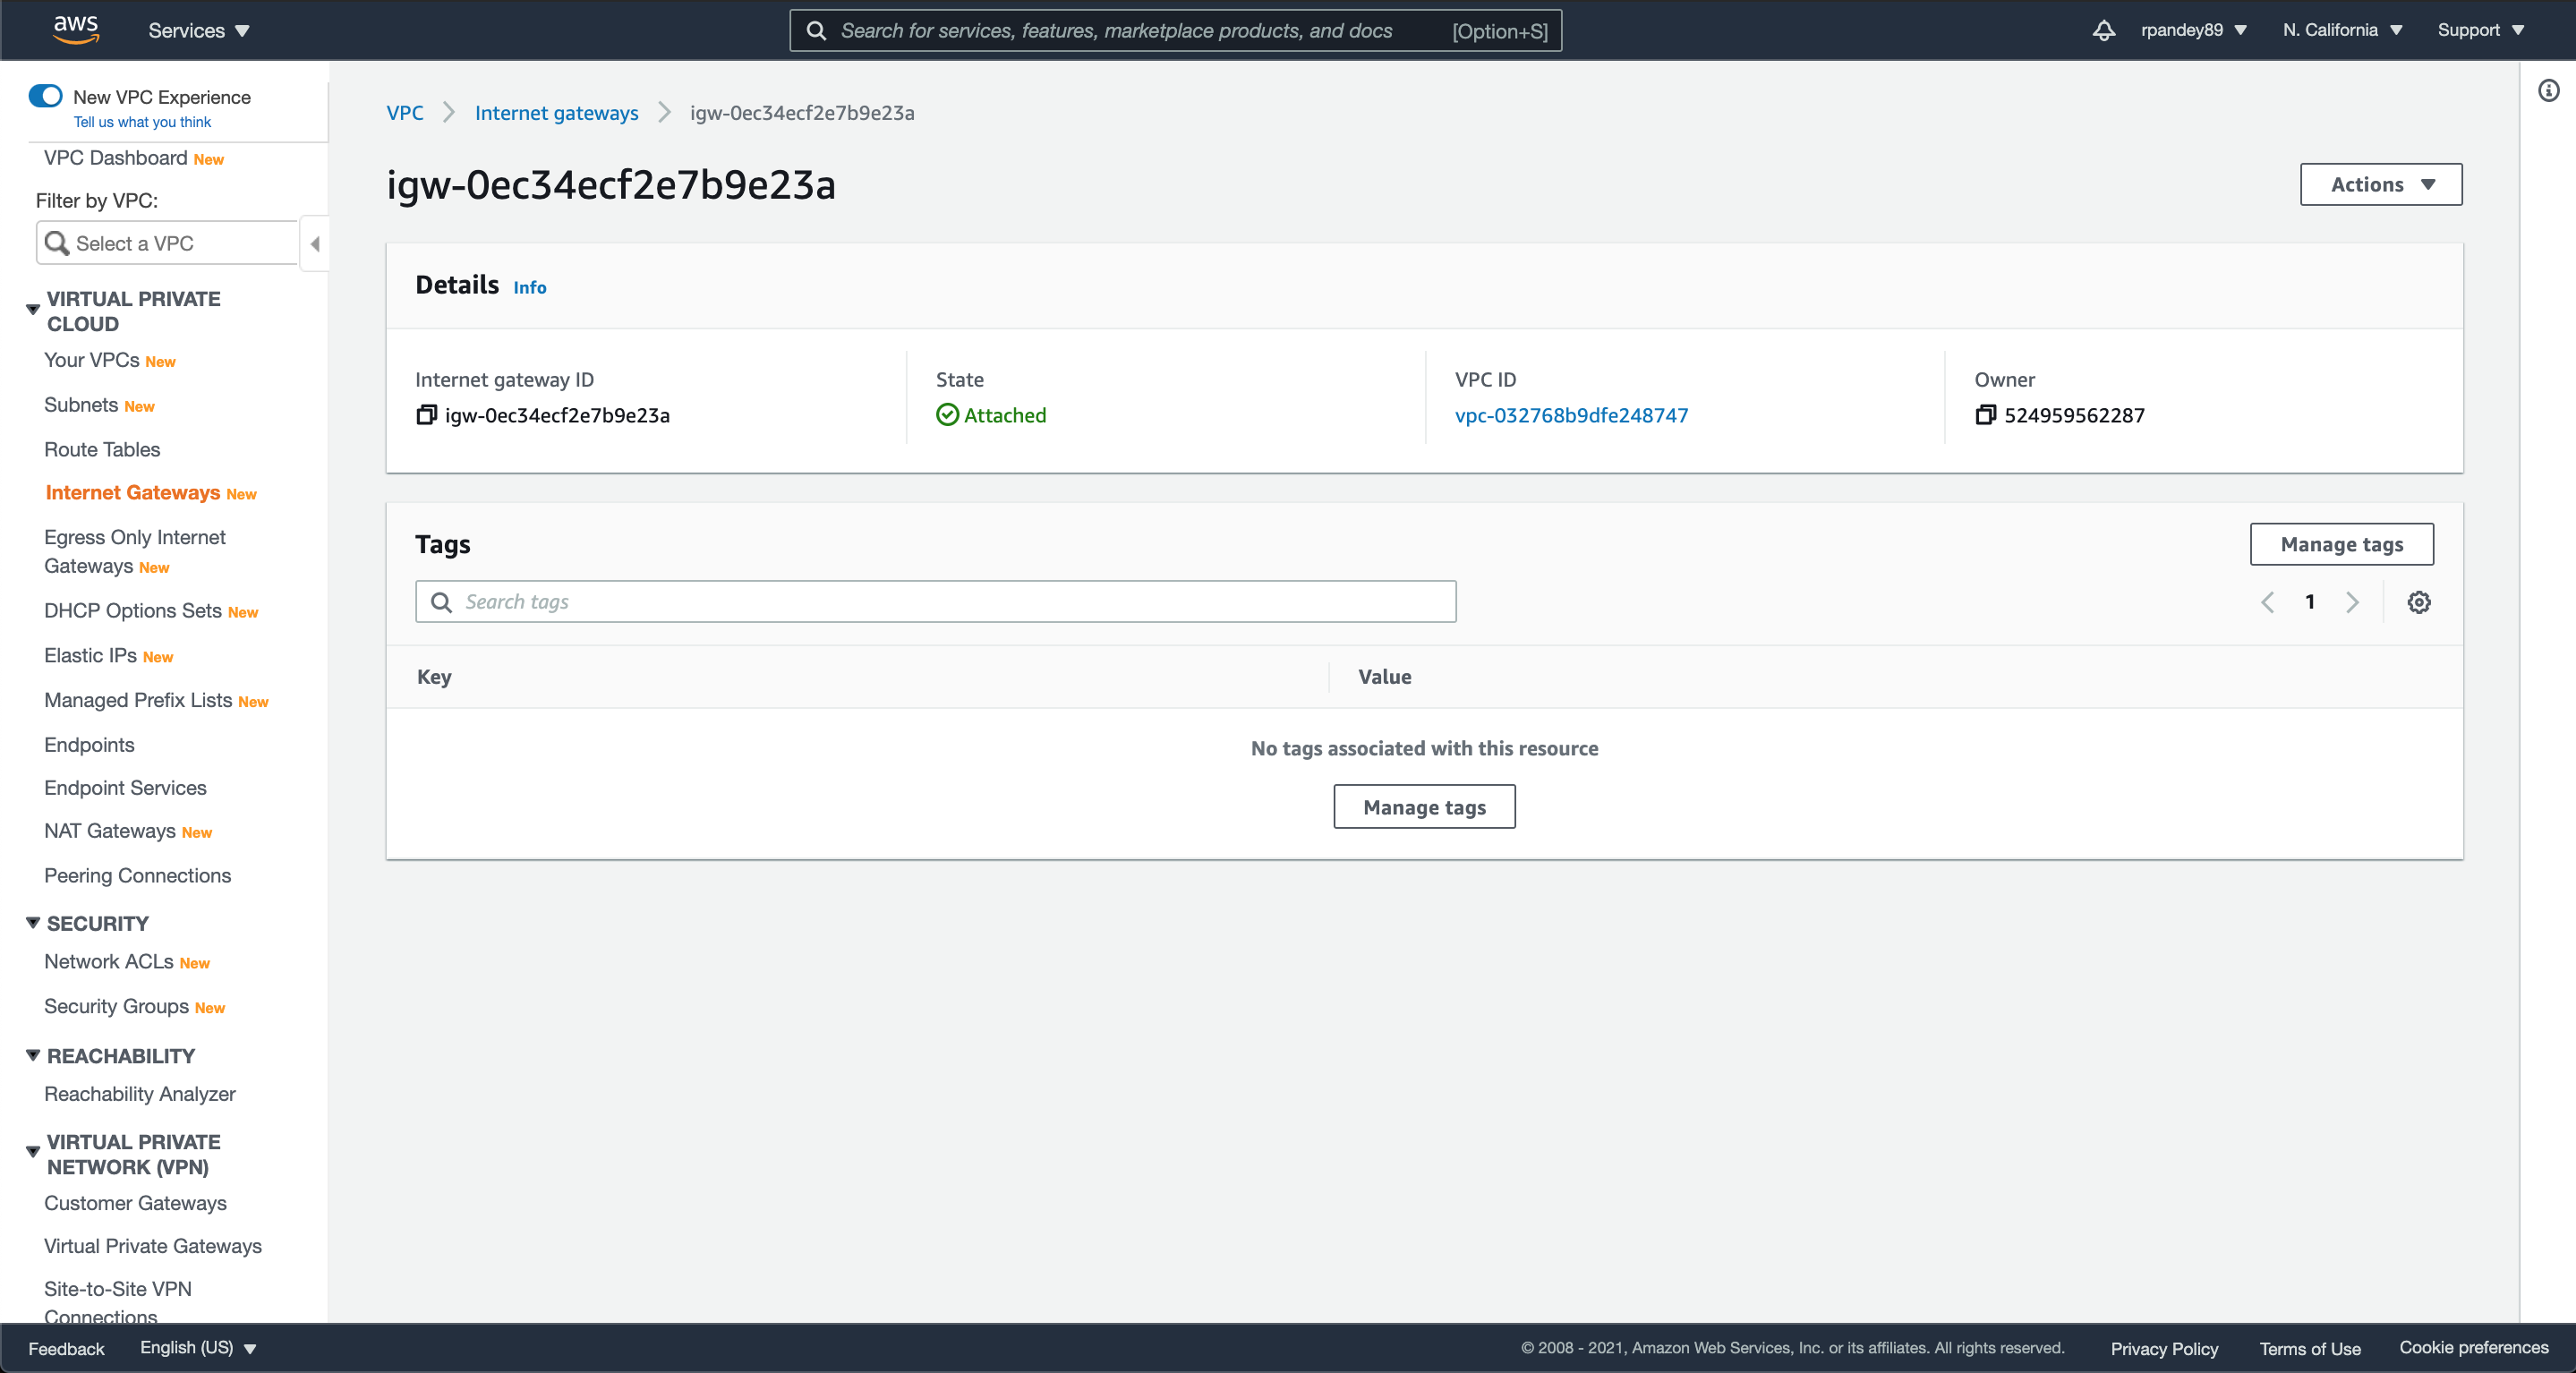 aws
Services
Search for services, features, marketplace products, and docs
[Option+S]
rpandey89
N. California
Support
New VPC Experience
Tell us what you think
VPC Dashboard New
Filter by VPC:
Select a VPC
VIRTUAL PRIVATE
CLOUD
Your VPCs New
Subnets New
Route Tables
Internet Gateways New
Egress Only Internet
Gateways New
DHCP Options Sets New
Elastic IPs New
Managed Prefix Lists New
Endpoints
Endpoint Services
NAT Gateways New
Peering Connections
SECURITY
Network ACLs New
Security Groups New
REACHABILITY
Reachability Analyzer
VIRTUAL PRIVATE
NETWORK (VPN)
Customer Gateways
Virtual Private Gateways
Site-to-Site VPN
Connections
VPC
Internet gateways
igw-0ec34ecf2e7b9e23a
igw-0ec34ecf2e7b9e23a
Actions
Details Info
Internet gateway ID
igw-0ec34ecf2e7b9e23a
State
Attached
VPC ID
vpc-032768b9dfe248747
Owner
524959562287
Tags
Manage tags
Search tags
1
Key
Value
No tags associated with this resource
Manage tags
Feedback
English (US)
© 2008 - 2021, Amazon Web Services, Inc. or its affiliates. All rights reserved.
Privacy Policy
Terms of Use
Cookie preferences